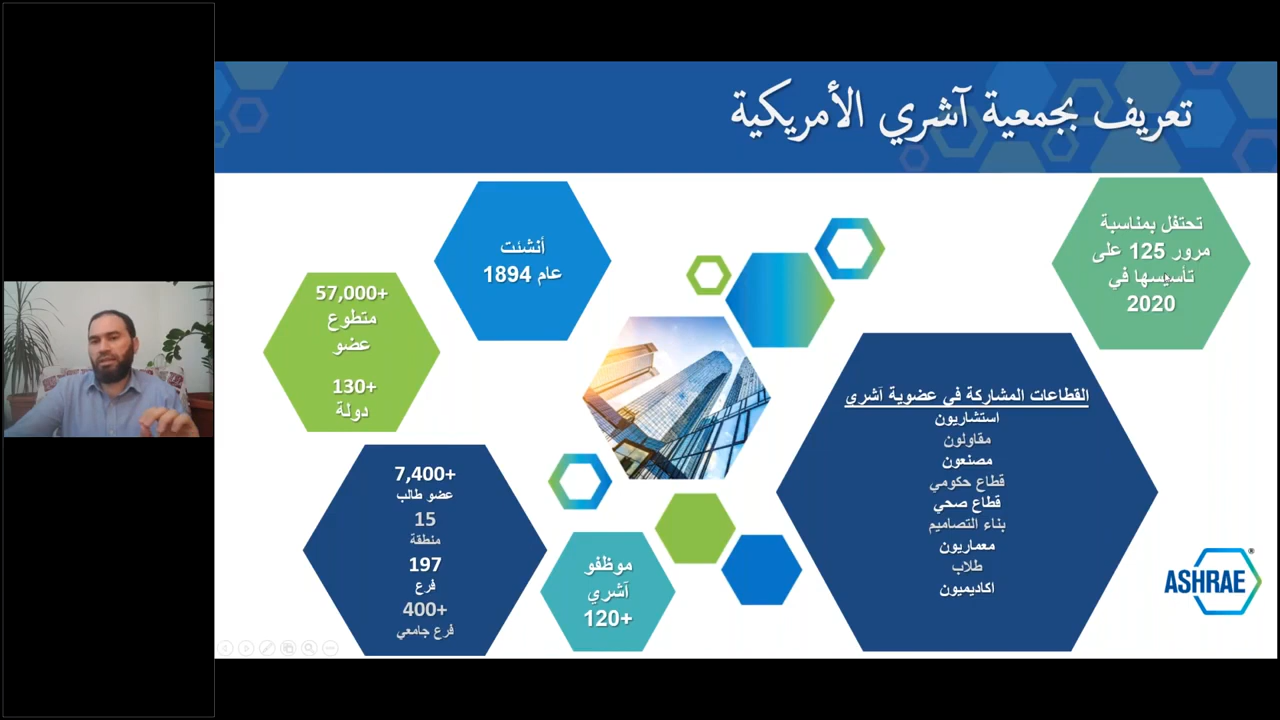 تعريف بجمعية آشري الأمريكية
تحتفل بمناسبة
مرور 125 على
تأسيسها في
2020
أنشئت
عام 1894
57,000+
متطوع
عضو
130+
دولة
القطاعات المشاركة في عضوية آشري
استشاريون
مقاولون
مصنعون
قطاع حكومي
قطاع صحي
بناء التصاميم
معماريون
طلاب
اكاديميون
7,400+
عضو طالب
15
منطقة
197
فرع
400+
فرع جامعي
موظفو
آشري
120+
ASHRAE®